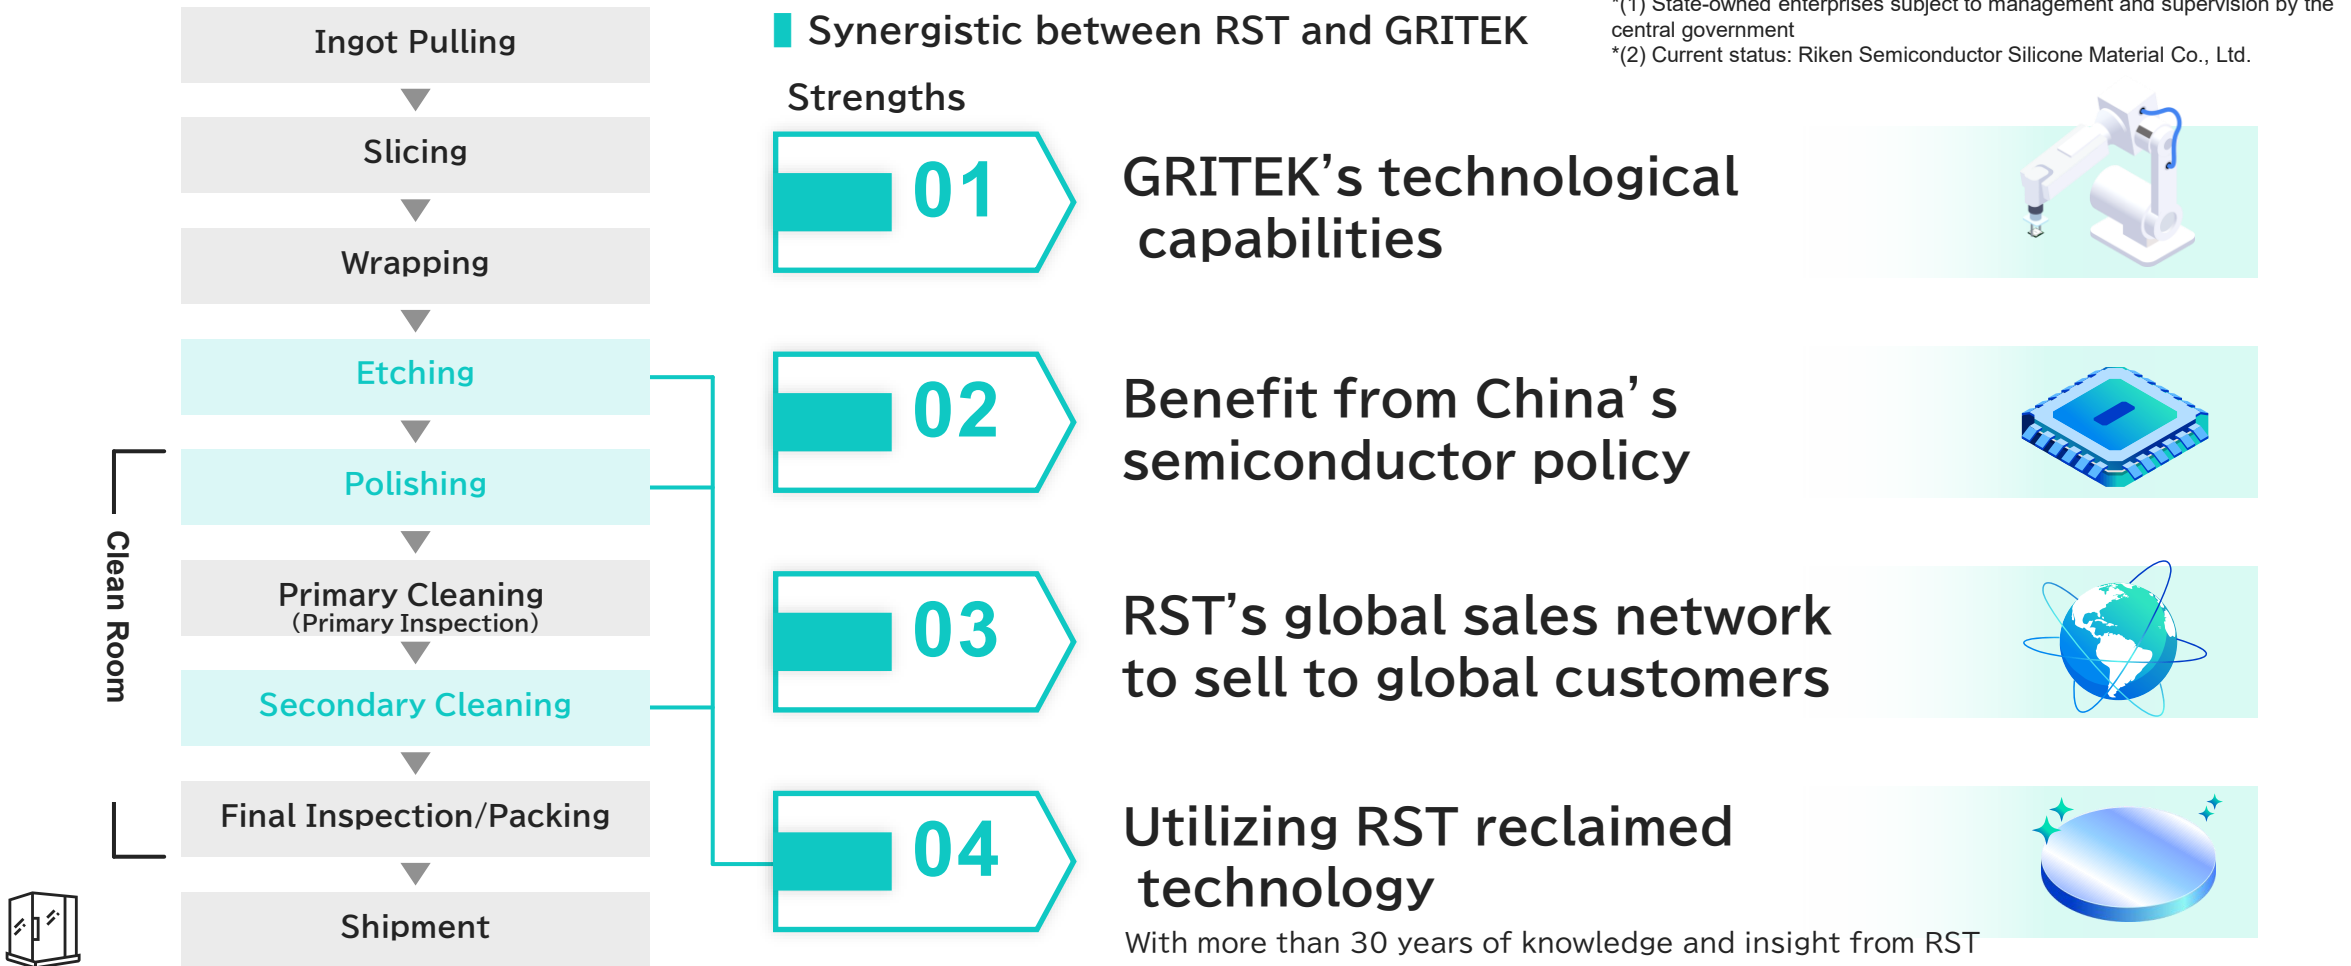 Ingot Pulling
Slicing
Wrapping
Etching
Polishing
Primary Cleaning
(Primary Inspection)
Secondary Cleaning
Final Inspection/Packing
Shipment
Clean Room
Synergistic between RST and GRITEK
*(1) State-owned enterprises subject to management and supervision by the
central government
*(2) Current status: Riken Semiconductor Silicone Material Co., Ltd.
Strengths
01
GRITEK’s technological
capabilities
02
Benefit from China’s
semiconductor policy
03
RST’s global sales network
to sell to global customers
04
Utilizing RST reclaimed
technology
With more than 30 years of knowledge and insight from RST